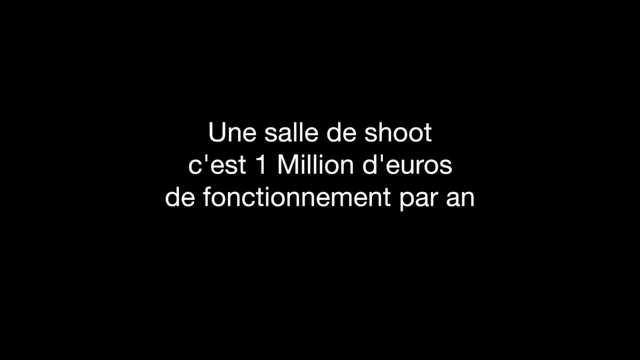 Une salle de shoot
c'est 1 Million d'euros
de fonctionnement par an